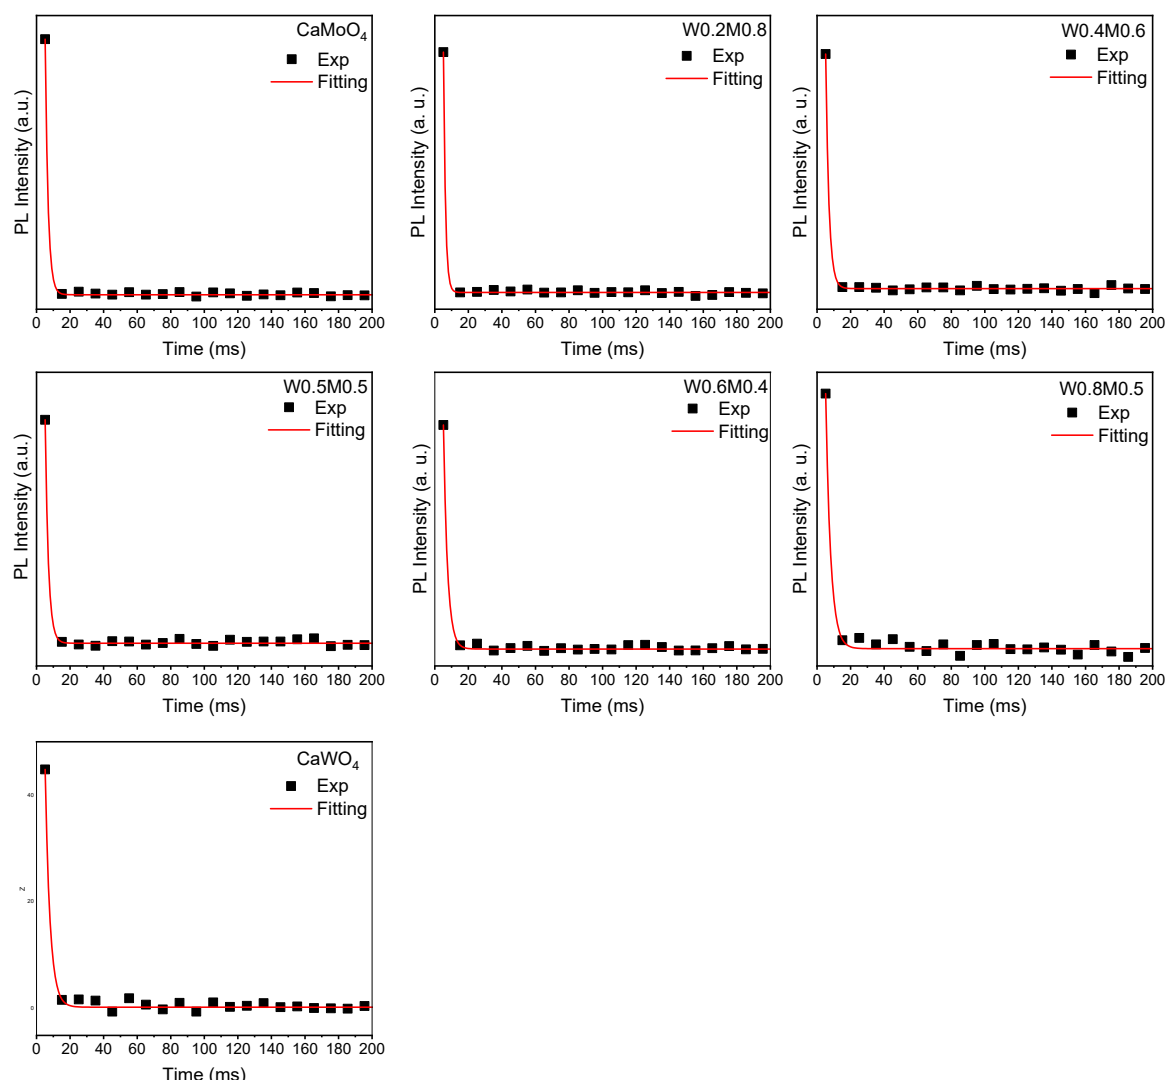 CaMoO₄
Exp
Fitting
PL Intensity (a.u.)
0 20 40 60 80 100 120 140 160 180 200
Time (ms)
W0.2M0.8
Exp
Fitting
PL Intensity (a. u.)
0 20 40 60 80 100 120 140 160 180 200
Time (ms)
W0.4M0.6
Exp
Fitting
PL Intensity (a. u.)
0 20 40 60 80 100 120 140 160 180 200
Time (ms)
W0.5M0.5
Exp
Fitting
PL Intensity (a.u.)
0 20 40 60 80 100 120 140 160 180 200
Time (ms)
W0.6M0.4
Exp
Fitting
PL Intensity (a. u.)
0 20 40 60 80 100 120 140 160 180 200
Time (ms)
W0.8M0.5
Exp
Fitting
PL Intensity (a. u.)
0 20 40 60 80 100 120 140 160 180 200
Time (ms)
CaWO₄
Exp
Fitting
40
20
0
N
0 20 40 60 80 100 120 140 160 180 200
Time (ms)